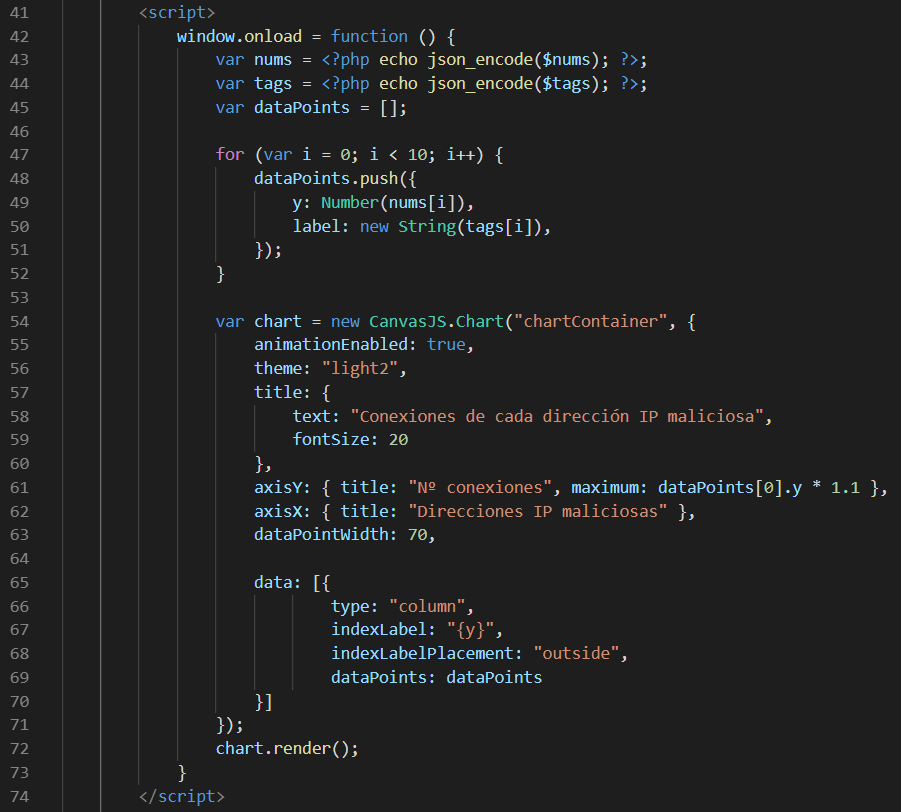 41 <script>
42 window.onload = function () {
43 var nums = <?php echo json_encode($nums); ?>;
44 var tags = <?php echo json_encode($tags); ?>;
45 var dataPoints = [];
46
47 for (var i = 0; i < 10; i++) {
48 dataPoints.push({
49 y: Number(nums[i]),
50 label: new String(tags[i]),
51 });
52 }
53
54 var chart = new CanvasJS.Chart("chartContainer", {
55 animationEnabled: true,
56 theme: "light2",
57 title: {
58 text: "Conexiones de cada dirección IP maliciosa",
59 fontSize: 20
60 },
61 axisY: { title: "Nº conexiones", maximum: dataPoints[0].y * 1.1 },
62 axisX: { title: "Direcciones IP maliciosas" },
63 dataPointWidth: 70,
64
65 data: [{
66 type: "column",
67 indexLabel: "{y}",
68 indexLabelPlacement: "outside",
69 dataPoints: dataPoints
70 }]
71 });
72 chart.render();
73 }
74 </script>